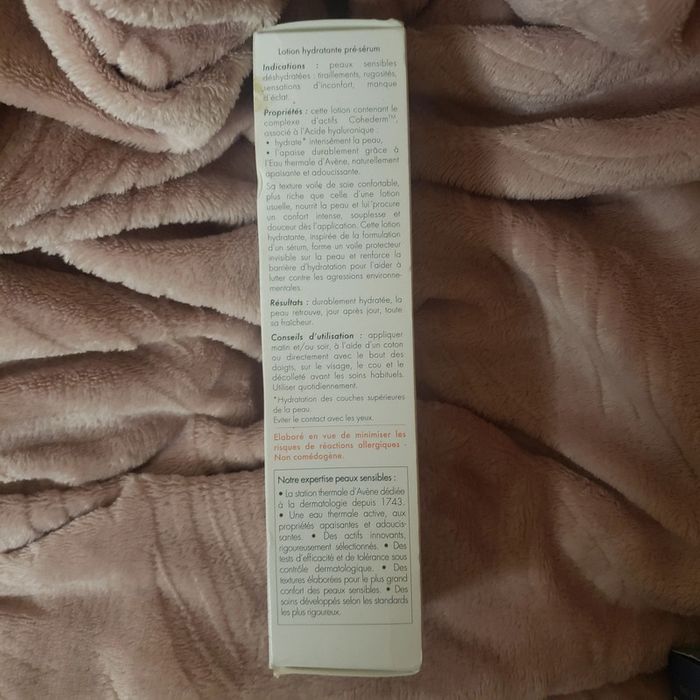 Lotion hydratante pré-sérum
Indications : peaux sensibles
déshydratées : tiraillements, rugosités,
sensations d'inconfort, manque
d'éclat.
Propriétés : cette lotion contenant le
complexe d'actifs Cohederm™,
associé à l'Acide hyaluronique :
• hydrate* intensément la peau,
• l'apaise durablement grâce à
l'Eau thermale d'Avène, naturellement
apaisante et adoucissante.
Sa texture voile de soie confortable,
plus riche que celle d'une lotion
usuelle, nourrit la peau et lui procure
un confort intense, souplesse et
douceur dès l'application. Cette lotion
hydratante, inspirée de la formulation
d'un sérum, forme un voile protecteur
invisible sur la peau et renforce la
barrière d'hydratation pour l'aider à
lutter contre les agressions environne-
mentales.
Résultats : durablement hydratée, la
peau retrouve, jour après jour, toute
sa fraîcheur.
Conseils d'utilisation : appliquer
matin et/ou soir, à l'aide d'un coton
ou directement avec le bout des
doigts, sur le visage, le cou et le
décolleté avant les soins habituels.
Utiliser quotidiennement.
*Hydratation des couches supérieures
de la peau.
Eviter le contact avec les yeux.
Elaboré en vue de minimiser les
risques de réactions allergiques -
Non comédogène.
Notre expertise peaux sensibles :
• La station thermale d'Avène dédiée
à la dermatologie depuis 1743.
• Une eau thermale active, aux
propriétés apaisantes et adoucis-
santes. • Des actifs innovants,
rigoureusement sélectionnés. • Des
tests d'efficacité et de tolérance sous
contrôle dermatologique. • Des
textures élaborées pour le plus grand
confort des peaux sensibles. • Des
soins développés selon les standards
les plus rigoureux.